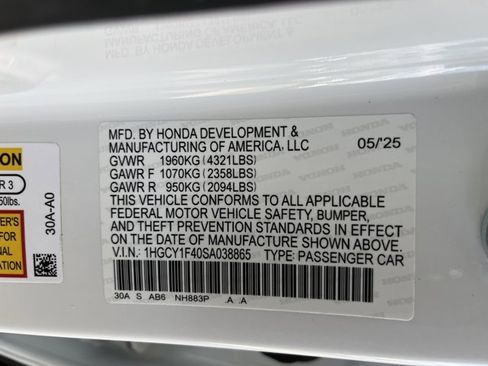 MFD. BY HONDA DEVELOPMENT &
MANUFACTURING OF AMERICA, LLC 05/'25
GVWR 1960KG (4321LBS)
GAWR F 1070KG (2358LBS)
GAWR R 950KG (2094LBS)
THIS VEHICLE CONFORMS TO ALL APPLICABLE
FEDERAL MOTOR VEHICLE SAFETY, BUMPER,
AND THEFT PREVENTION STANDARDS IN EFFECT
ON THE DATE OF MANUFACTURE SHOWN ABOVE.
V.I.N.: 1HGCY1F40SA038865 TYPE: PASSENGER CAR
30A S AB6 NH883P .A .A
30A-A0